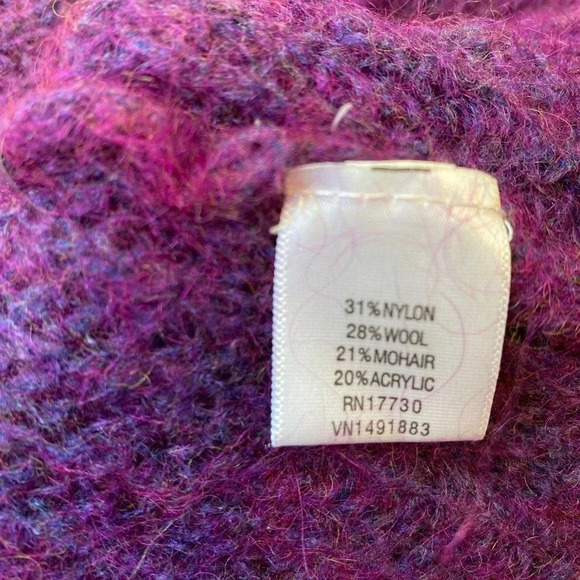 31%NYLON
28%WOOL
21%MOHAIR
20%ACRYLIC
RN17730
VN1491883